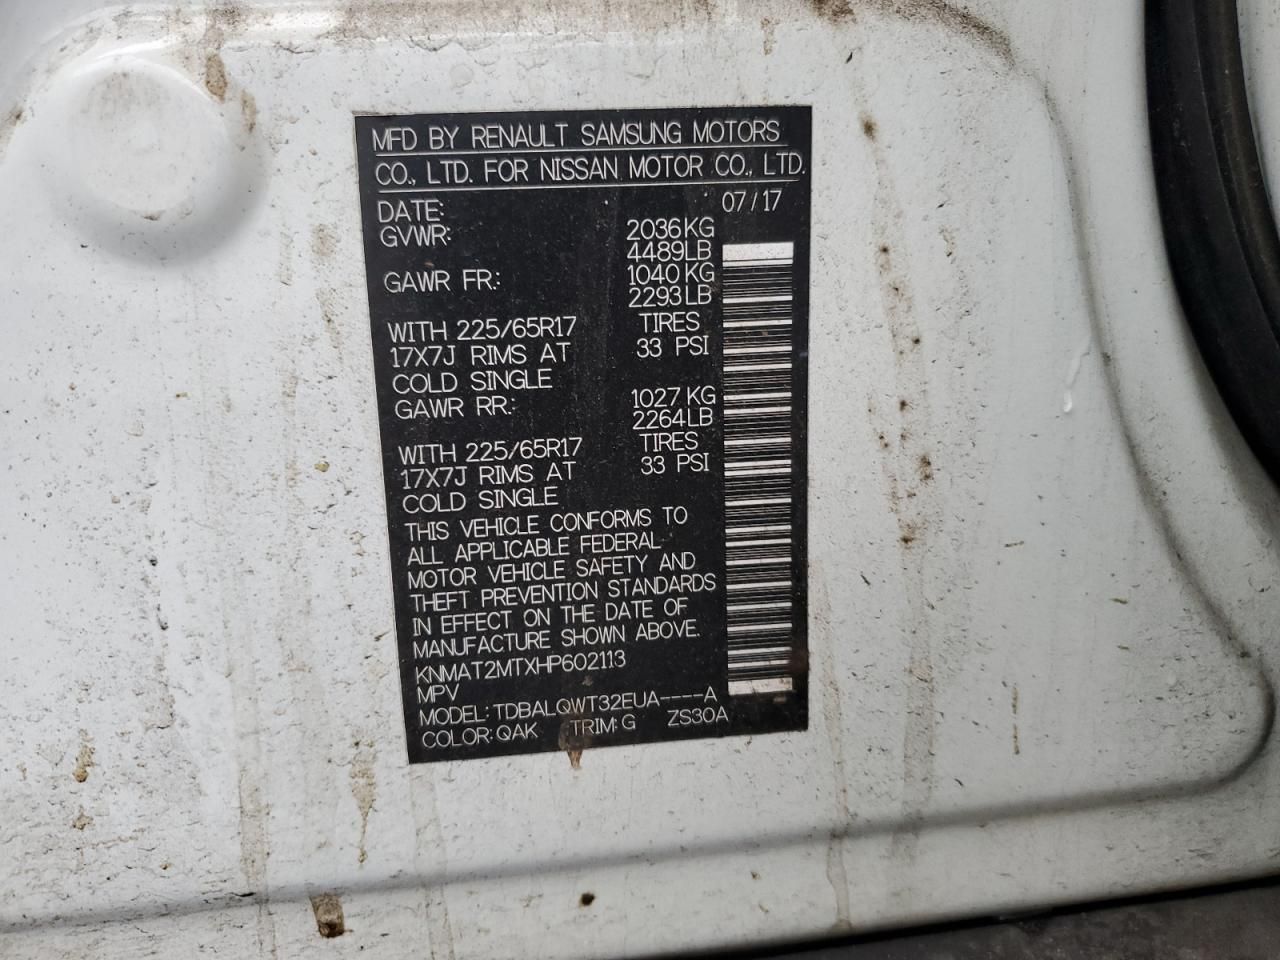 MFD BY RENAULT SAMSUNG MOTORS
CO., LTD. FOR NISSAN MOTOR CO., LTD.
DATE: 07/17
GVWR: 2036KG
4489LB
GAWR FR.: 1040KG
2293LB
WITH 225/65R17 TIRES
17X7J RIMS AT 33 PSI
COLD SINGLE
GAWR RR.: 1027KG
2264LB
WITH 225/65R17 TIRES
17X7J RIMS AT 33 PSI
COLD SINGLE
THIS VEHICLE CONFORMS TO
ALL APPLICABLE FEDERAL
MOTOR VEHICLE SAFETY AND
THEFT PREVENTION STANDARDS
IN EFFECT ON THE DATE OF
MANUFACTURE SHOWN ABOVE.
KNMAT2MTXHP602113
MPV
MODEL: TDBALQWT32EUA----A
COLOR: QAK TRIM: G ZS30A